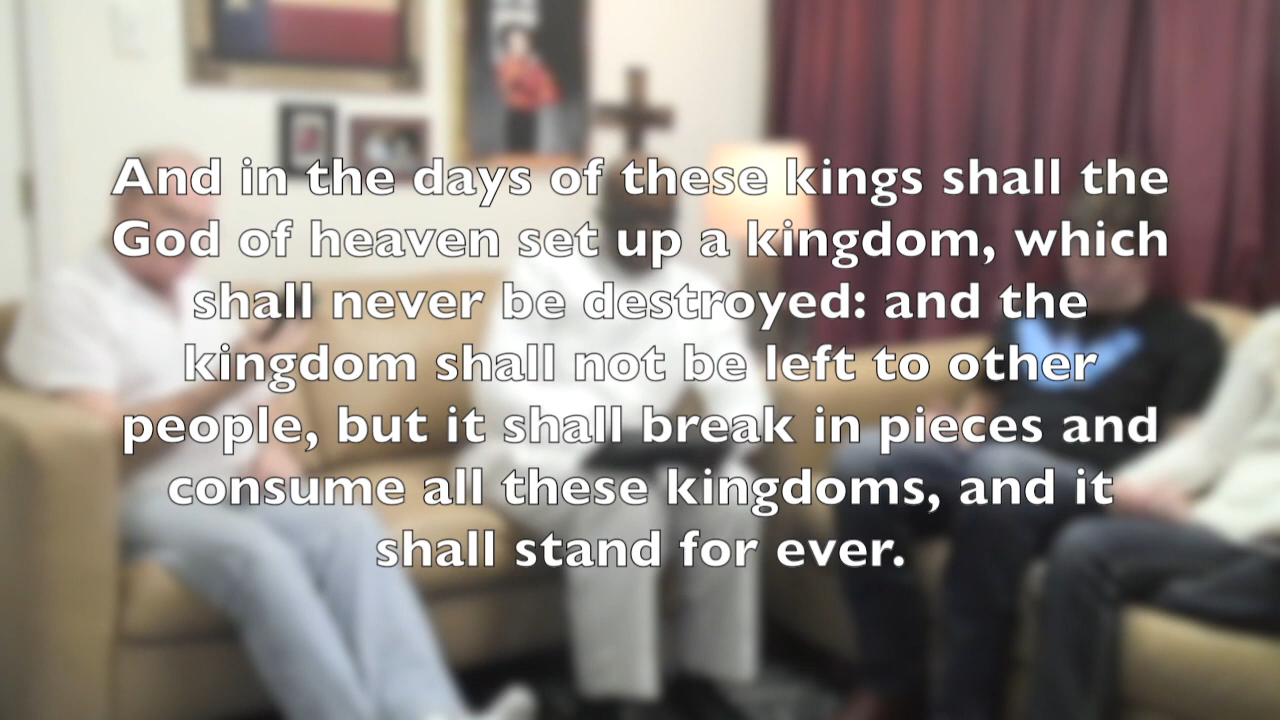 And in the days of these kings shall the
God of heaven set up a kingdom, which
shall never be destroyed: and the
kingdom shall not be left to other
people, but it shall break in pieces and
consume all these kingdoms, and it
shall stand for ever.